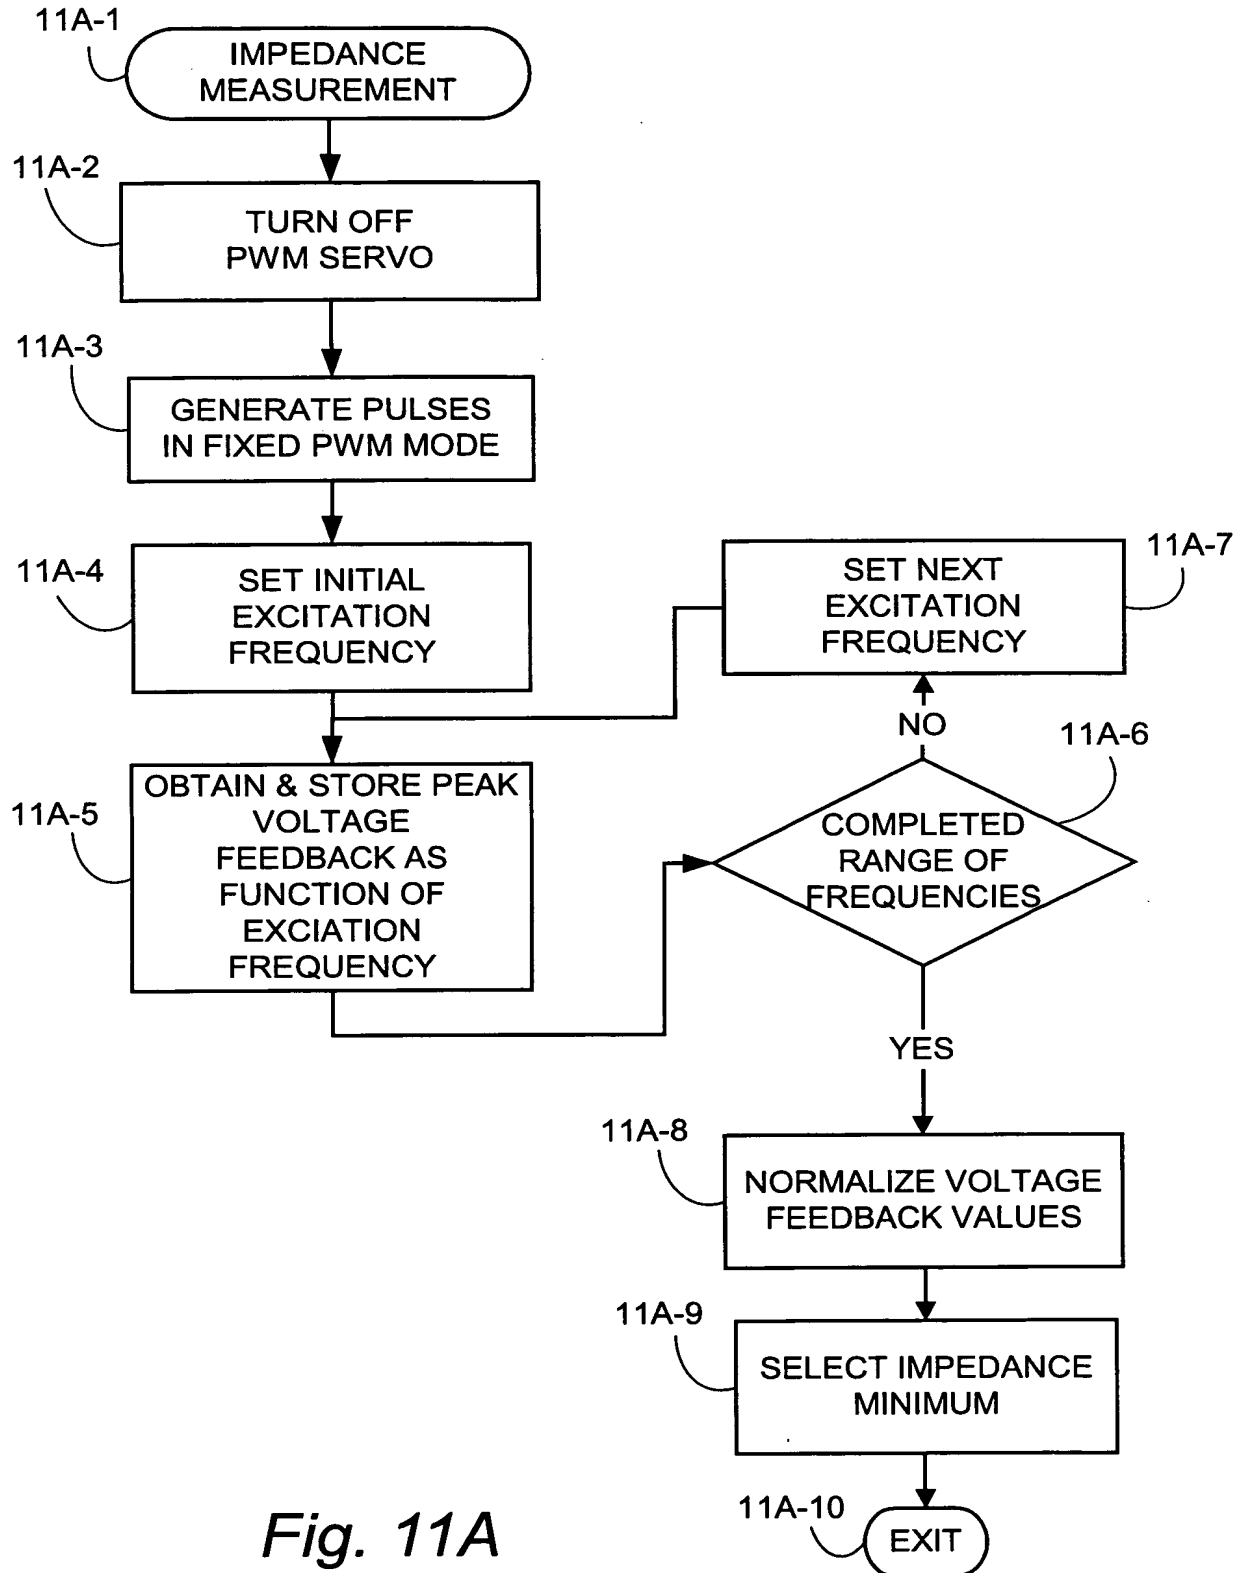 11A-1
IMPEDANCE
MEASUREMENT
11A-2
TURN OFF
PWM SERVO
11A-3
GENERATE PULSES
IN FIXED PWM MODE
11A-4
SET INITIAL
EXCITATION
FREQUENCY
11A-5
OBTAIN & STORE PEAK
VOLTAGE
FEEDBACK AS
FUNCTION OF
EXCIATION
FREQUENCY
11A-7
SET NEXT
EXCITATION
FREQUENCY
NO
11A-6
COMPLETED
RANGE OF
FREQUENCIES
YES
11A-8
NORMALIZE VOLTAGE
FEEDBACK VALUES
11A-9
SELECT IMPEDANCE
MINIMUM
11A-10
EXIT
Fig. 11A